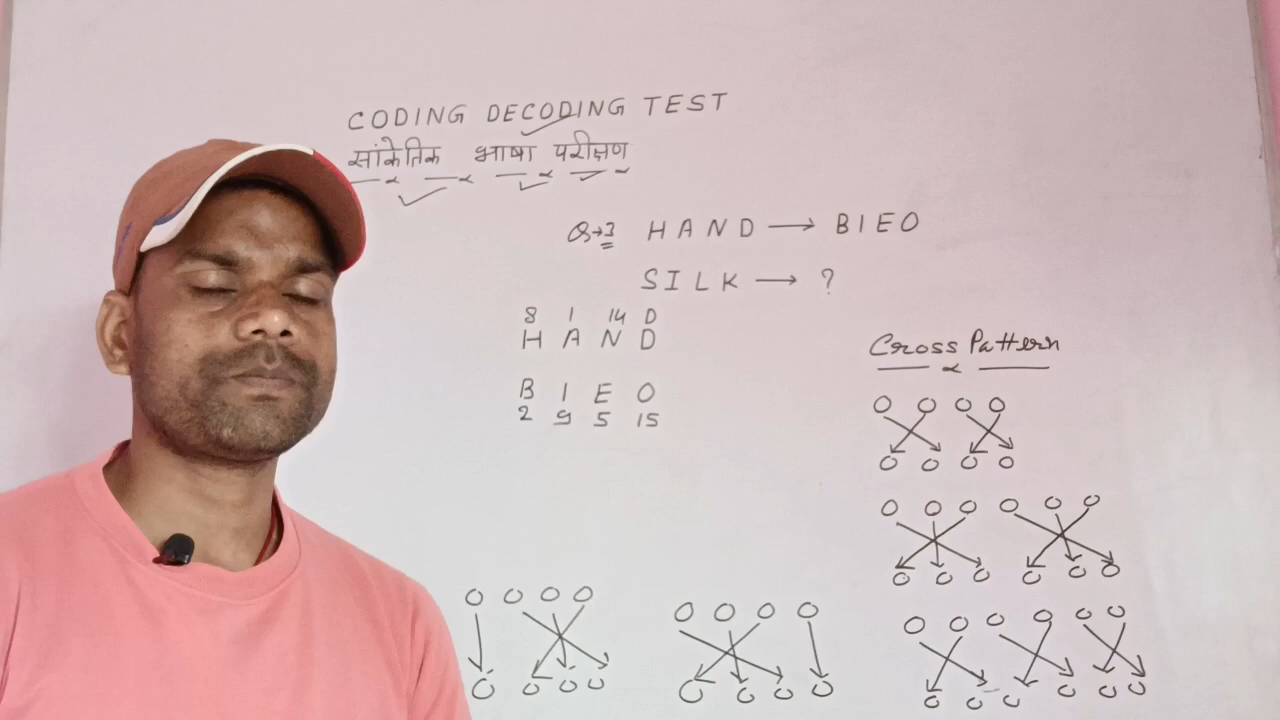 CODING DECODING TEST
सांकेतिक भाषा परीक्षण
Q→3 HAND → BIEO
SILK → ?
8 1 14 D
H A N D
B I E O
2 9 5 15
Cross Pattern